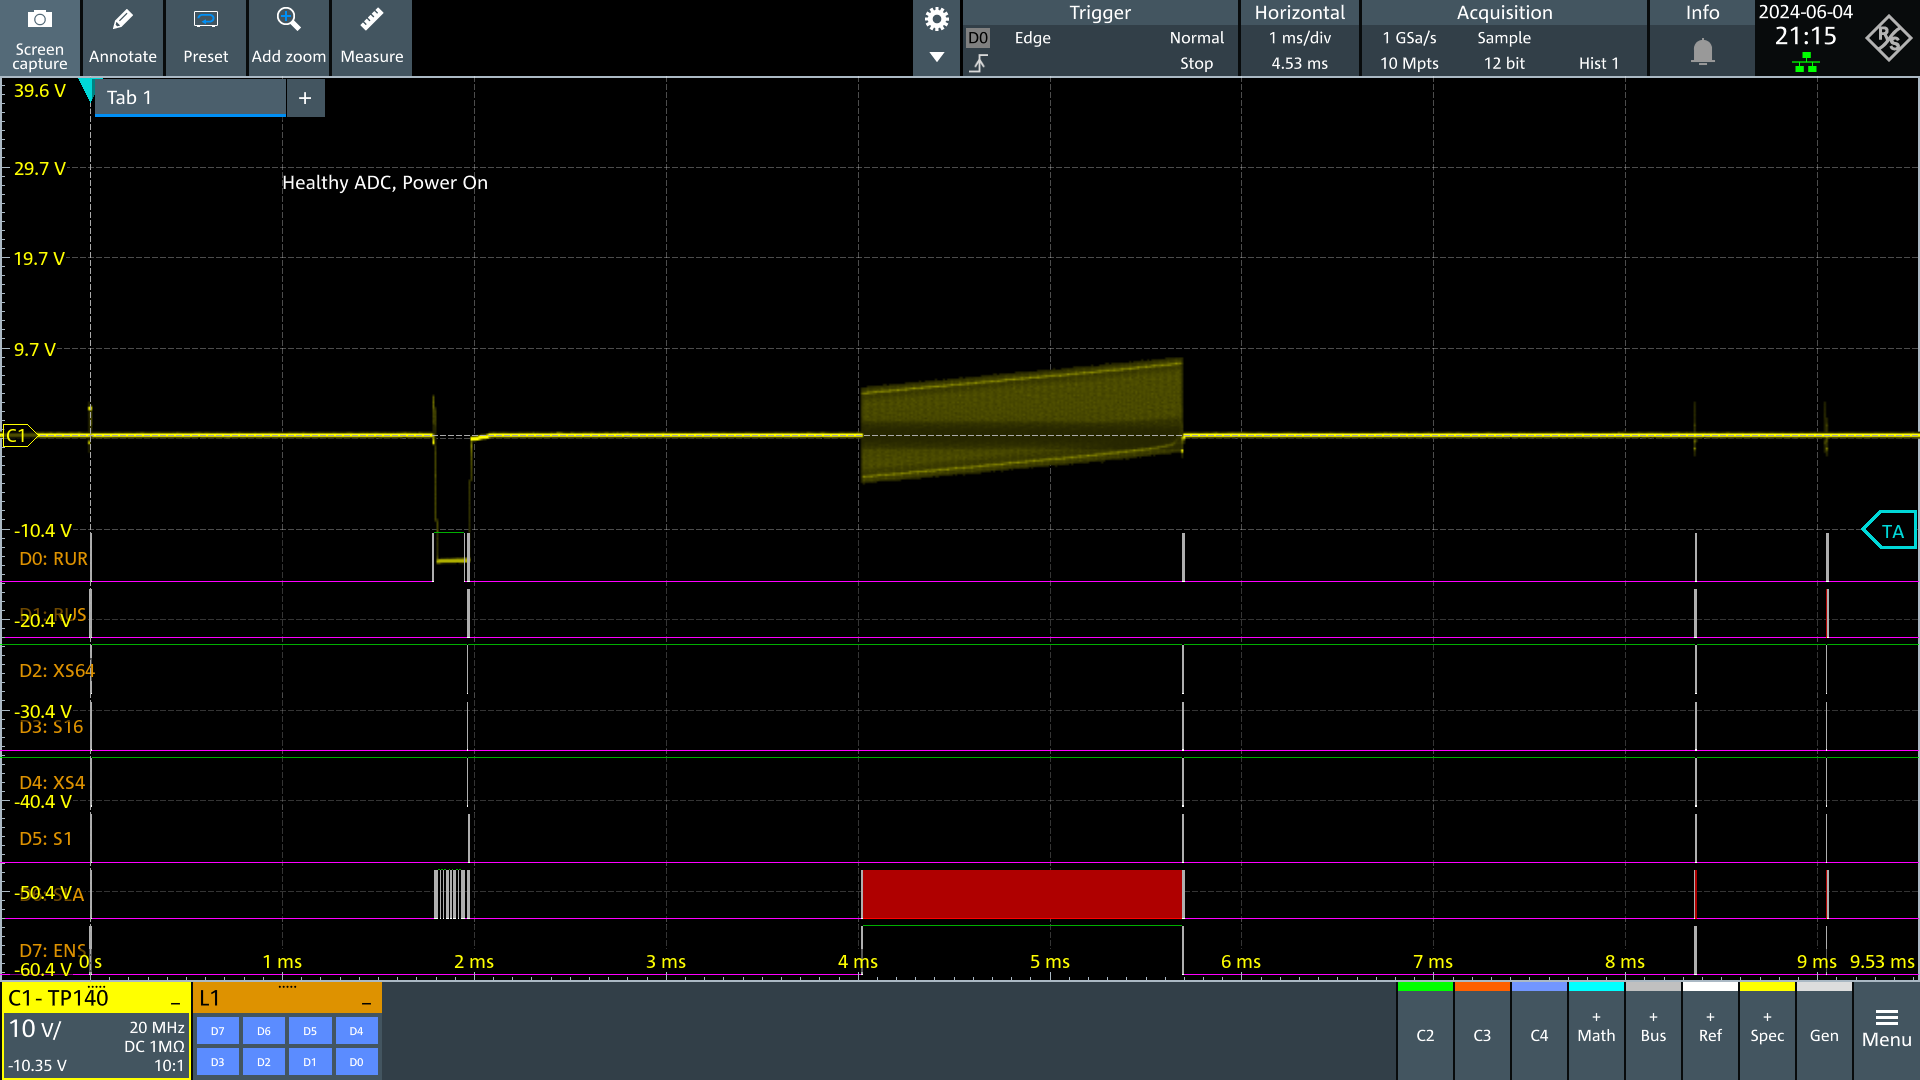 Screen capture
Annotate
Preset
Add zoom
Measure
Trigger
D0 Edge Normal
Stop
Horizontal
1 ms/div
4.53 ms
Acquisition
1 GSa/s Sample
10 Mpts 12 bit Hist 1
Info
2024-06-04
21:15
R&S
39.6 V
Tab 1 +
29.7 V
Healthy ADC, Power On
19.7 V
9.7 V
C1
-10.4 V
TA
D0: RUR
D1: RUS
-20.4 V
D2: XS64
-30.4 V
D3: S16
D4: XS4
-40.4 V
D5: S1
-50.4 V
D7: ENS
0 s 1 ms 2 ms 3 ms 4 ms 5 ms 6 ms 7 ms 8 ms 9 ms 9.53 ms
-60.4 V
C1 - TP140
10 V/ 20 MHz
DC 1MΩ
-10.35 V 10:1
L1
D7 D6 D5 D4
D3 D2 D1 D0
C2
C3
C4
+ Math
+ Bus
+ Ref
+ Spec
Gen
Menu